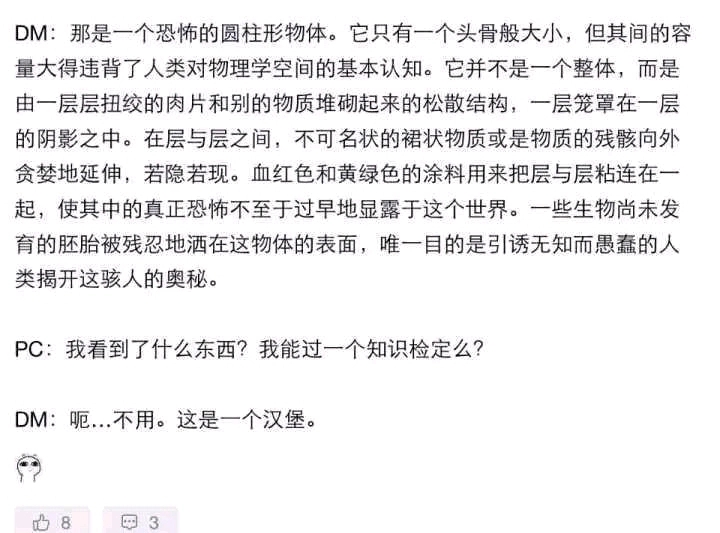 DM：那是一个恐怖的圆柱形物体。它只有一个头骨般大小，但其间的容
量大得违背了人类对物理学空间的基本认知。它并不是一个整体，而是
由一层层扭绞的肉片和别的物质堆砌起来的松散结构，一层笼罩在一层
的阴影之中。在层与层之间，不可名状的裙状物质或是物质的残骸向外
贪婪地延伸，若隐若现。血红色和黄绿色的涂料用来把层与层粘连在一
起，使其中的真正恐怖不至于过早地显露于这个世界。一些生物尚未发
育的胚胎被残忍地洒在这物体的表面，唯一目的是引诱无知而愚蠢的人
类揭开这骇人的奥秘。
PC：我看到了什么东西？我能过一个知识检定么？
DM：呃...不用。这是一个汉堡。
8 3